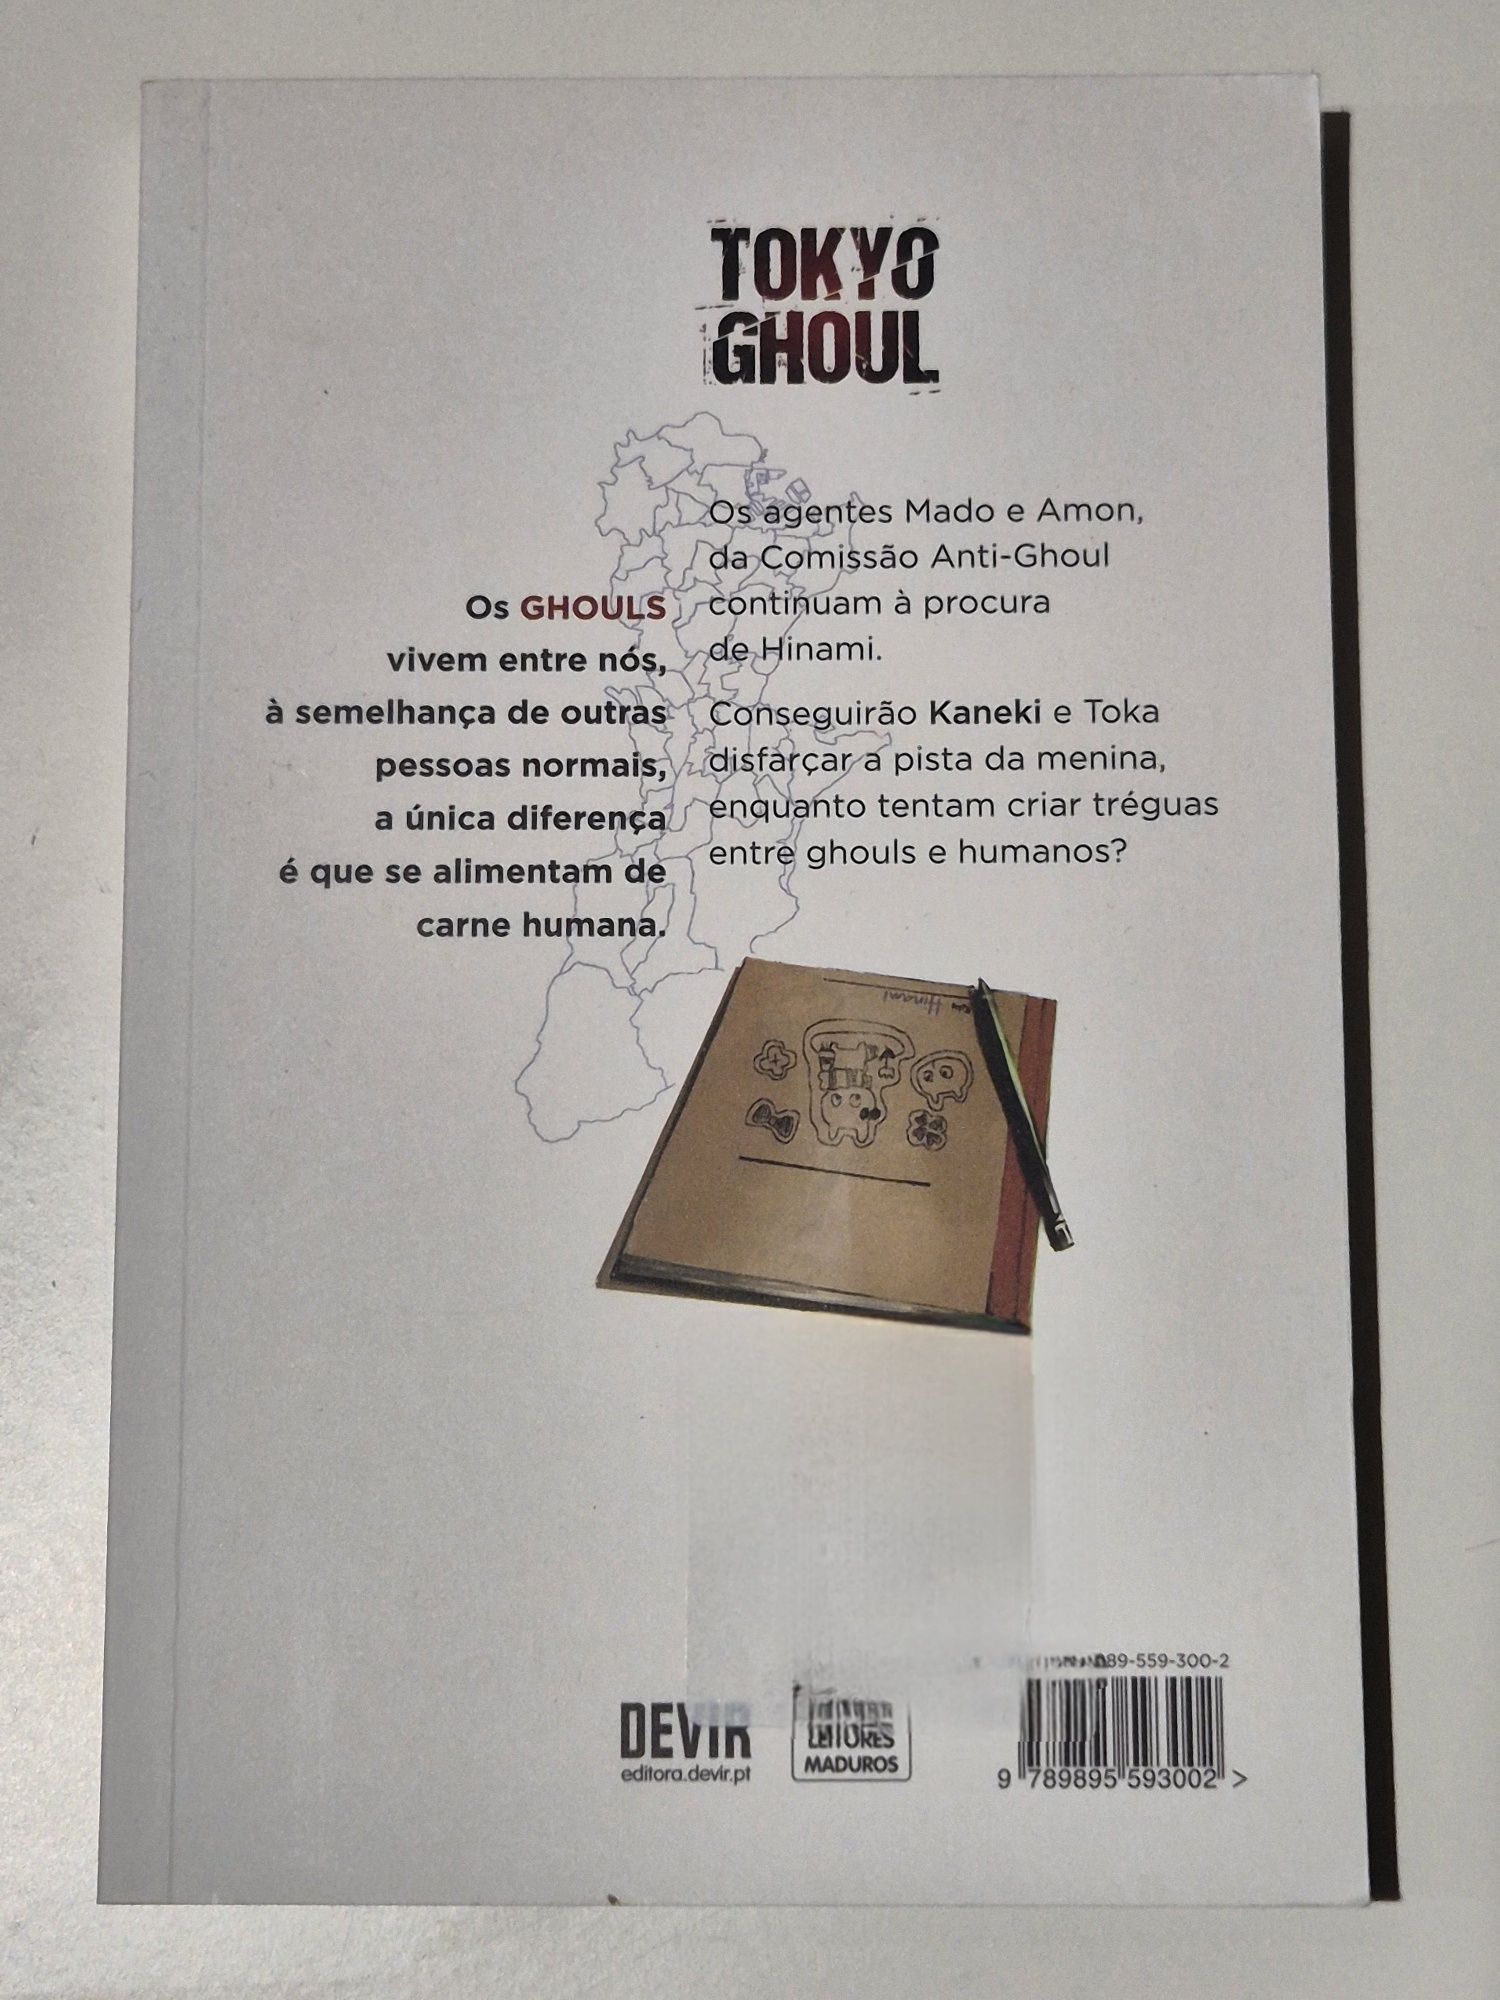 TOKYO
GHOUL
Os GHOULS
vivem entre nós,
à semelhança de outras
pessoas normais,
a única diferença
é que se alimentam de
carne humana.
Os agentes Mado e Amon,
da Comissão Anti-Ghoul
continuam à procura
de Hinami.
Conseguirão Kaneki e Toka
disfarçar a pista da menina,
enquanto tentam criar tréguas
entre ghouls e humanos?
Hinami
DEVIR
editora.devir.pt
LEITORES
MADUROS
989-559-300-2
9 789895 593002 >